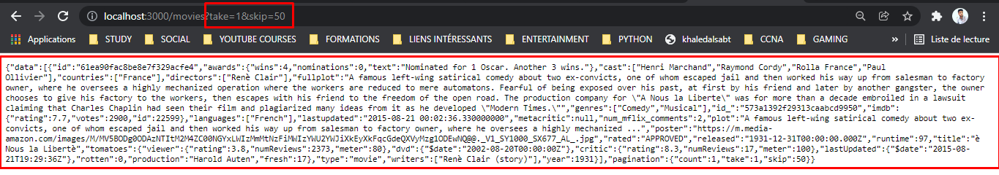 localhost:3000/movies?take=1&skip=50
Applications STUDY SOCIAL YOUTUBE COURSES FORMATIONS LIENS INTÉRESSANTS ENTERTAINMENT PYTHON khaledalsabt CCNA GAMING » Liste de lecture
{"data":[{"id":"61ea90fac8be8e7f329acfe4","awards":{"wins":4,"nominations":0,"text":"Nominated for 1 Oscar. Another 3 wins."},"cast":["Henri Marchand","Raymond Cordy","Rolla France","Paul
Ollivier"],"countries":["France"],"directors":["Renè Clair"],"fullplot":"A famous left-wing satirical comedy about two ex-convicts, one of whom escaped jail and then worked his way up from salesman to factory
owner, where he oversees a highly mechanized operation where the workers are reduced to mere automatons. Fearful of being exposed over his past, at first by his friend and later by another gangster, the owner
chooses to give his factory to the workers, then escapes with his friend to the freedom of the open road. The production company for \"A Nous la Liberte\" was for more than a decade embroiled in a lawsuit
claiming that Charles Chaplin had seen their film and plagiarized many ideas from it as he developed \"Modern Times.\"","genres":["Comedy","Musical"],"id_":"573a1392f29313caabcd9950","imdb":
{"rating":7.7,"votes":2900,"id":22599},"languages":["French"],"lastupdated":"2015-08-21 00:02:36.330000000","metacritic":null,"num_mflix_comments":2,"plot":"A famous left-wing satirical comedy about two ex-
convicts, one of whom escaped jail and then worked his way up from salesman to factory owner, where he oversees a highly mechanized ...","poster":"https://m.media-
amazon.com/images/M/MV5BODg0ODAzNTItM2M4ZC00NGYxLWIzMmMtNzFiMWIzYWU2YWJiXkEyXkFqcGdeQXVyMzg1ODEwNQ@@._V1_SY1000_SX677_AL_.jpg","rated":"APPROVED","released":"1931-12-31T00:00:00.000Z","runtime":97,"title":"è
Nous la Libertè","tomatoes":{"viewer":{"rating":3.8,"numReviews":2373,"meter":80},"dvd":{"$date":"2002-08-20T00:00:00Z"},"critic":{"rating":8.3,"numReviews":17,"meter":100},"lastUpdated":{"$date":"2015-08-
21T19:29:36Z"},"rotten":0,"production":"Harold Auten","fresh":17},"type":"movie","writers":["Renè Clair (story)"],"year":1931}],"pagination":{"count":1,"take":1,"skip":50}}